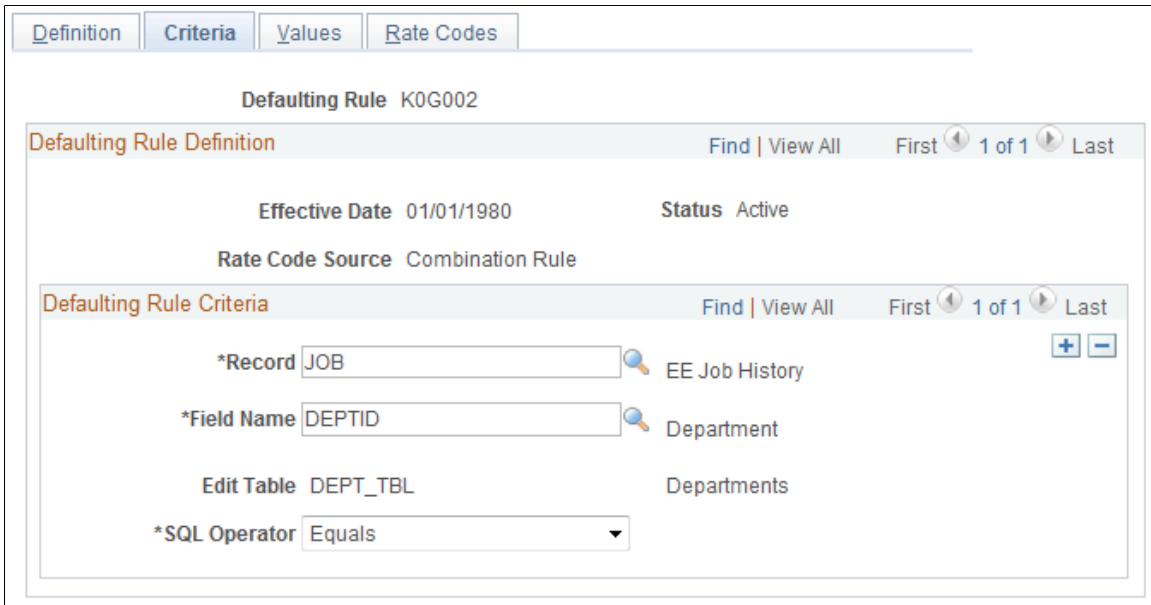 Definition Criteria Values Rate Codes
Defaulting Rule K0G002
Defaulting Rule Definition Find | View All First 1 of 1 Last
Effective Date 01/01/1980 Status Active
Rate Code Source Combination Rule
Defaulting Rule Criteria Find | View All First 1 of 1 Last
*Record JOB EE Job History
*Field Name DEPTID Department
Edit Table DEPT_TBL Departments
*SQL Operator Equals